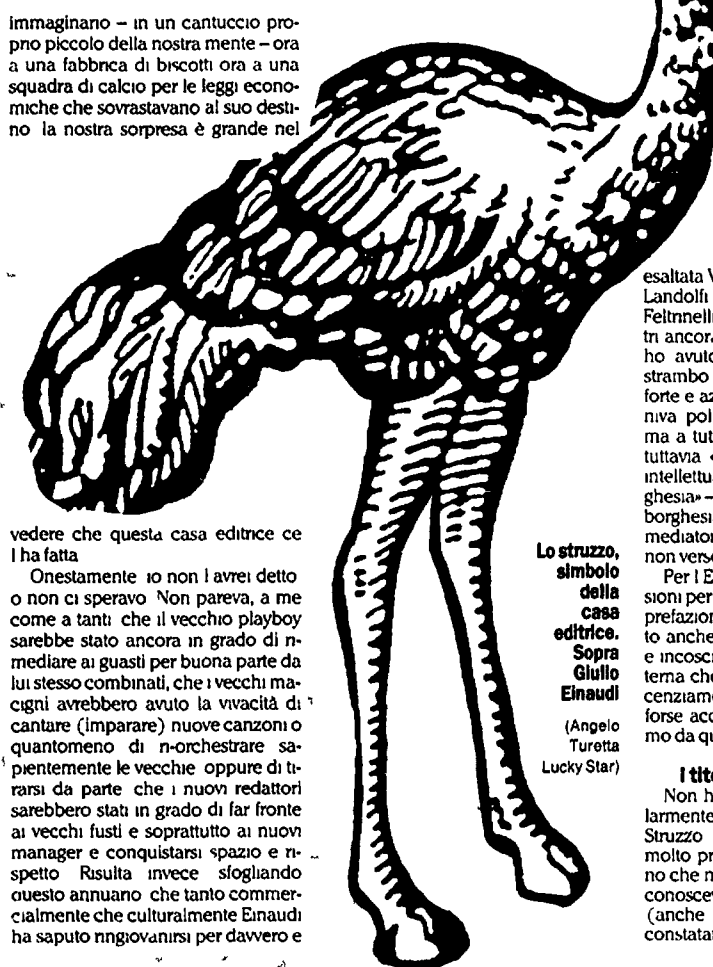 immaginano – in un cantuccio pro-
prio piccolo della nostra mente – ora
a una fabbrica di biscotti ora a una
squadra di calcio per le leggi econo-
miche che sovrastavano al suo desti-
no la nostra sorpresa è grande nel
vedere che questa casa editrice ce
l ha fatta
Onestamente io non l avrei detto
o non ci speravo Non pareva, a me
come a tanti che il vecchio playboy
sarebbe stato ancora in grado di ri-
mediare ai guasti per buona parte da
lui stesso combinati, che i vecchi ma-
cigni avrebbero avuto la vivacità di
cantare (imparare) nuove canzoni o
quantomeno di ri-orchestrare sa-
pientemente le vecchie oppure di ti-
rarsi da parte che i nuovi redattori
sarebbero stati in grado di far fronte
ai vecchi fusti e soprattutto ai nuovi
manager e conquistarsi spazio e ri-
spetto Risulta invece sfogliando
questo annuario che tanto commer-
cialmente che culturalmente Einaudi
ha saputo ringiovanirsi per davvero e
Lo struzzo,
simbolo
della
casa
editrice.
Sopra
Giulio
Einaudi
(Angelo
Turetta
Lucky Star)
esaltata V
Landolfi
Feltrinelli
tri ancora
ho avuto
strambo
forte e az
niva pol
ma a tut
tuttavia «
intellettu
ghesia» –
borghesi
mediator
non vers
Per l E
sioni per
prefazion
to anche
e incosc
tema che
cenziam
forse acc
mo da qu
I tito
Non h
larmente
Struzzo
molto pr
no che n
conoscev
(anche
constata